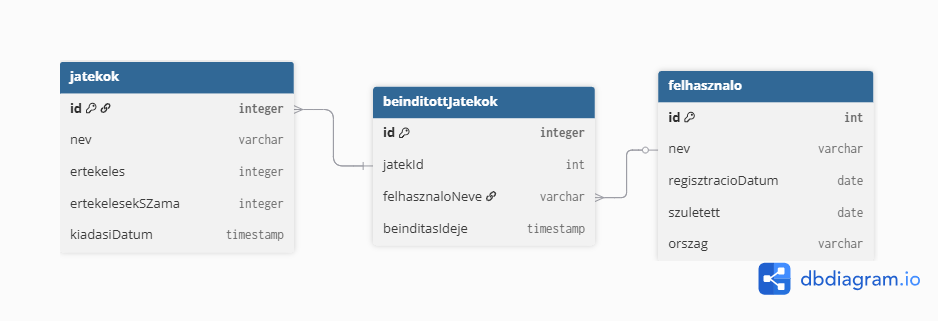 jatekok
id integer
nev varchar
ertekeles integer
ertekelesekSZama integer
kiadasiDatum timestamp
beinditottJatekok
id integer
jatekId int
felhasznaloNeve varchar
beinditasIdeje timestamp
felhasznalo
id int
nev varchar
regisztracioDatum date
szuletett date
orszag varchar
dbdiagram.io